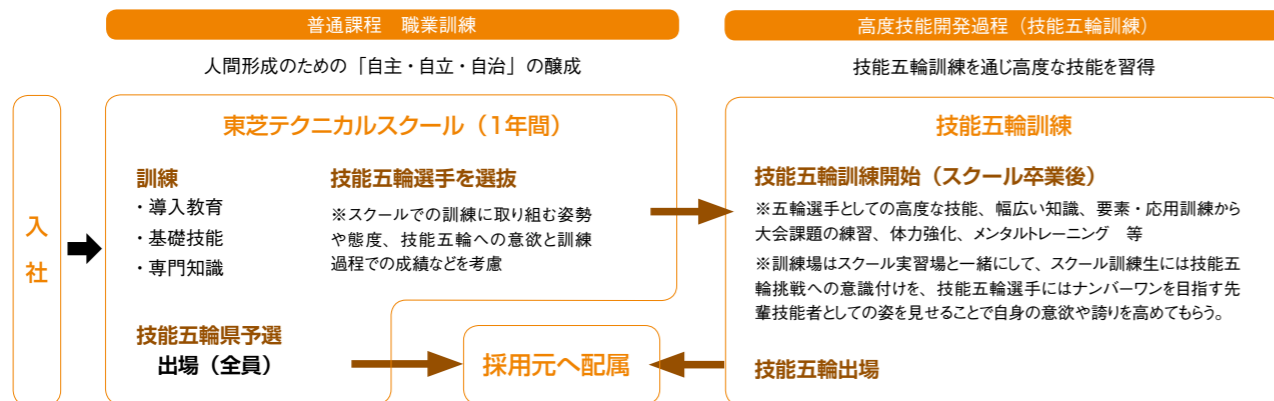 普通課程　職業訓練
人間形成のための「自主・自立・自治」の醸成
高度技能開発過程（技能五輪訓練）
技能五輪訓練を通じ高度な技能を習得
入
社
東芝テクニカルスクール（1年間）
訓練
・導入教育
・基礎技能
・専門知識
技能五輪選手を選抜
※スクールでの訓練に取り組む姿勢
や態度、技能五輪への意欲と訓練
過程での成績などを考慮
技能五輪県予選
出場（全員）
採用元へ配属
技能五輪訓練
技能五輪訓練開始（スクール卒業後）
※五輪選手としての高度な技能、幅広い知識、要素・応用訓練から
大会課題の練習、体力強化、メンタルトレーニング　等
※訓練場はスクール実習場と一緒にして、スクール訓練生には技能五
輪挑戦への意識付けを、技能五輪選手にはナンバーワンを目指す先
輩技能者としての姿を見せることで自身の意欲や誇りを高めてもらう。
技能五輪出場